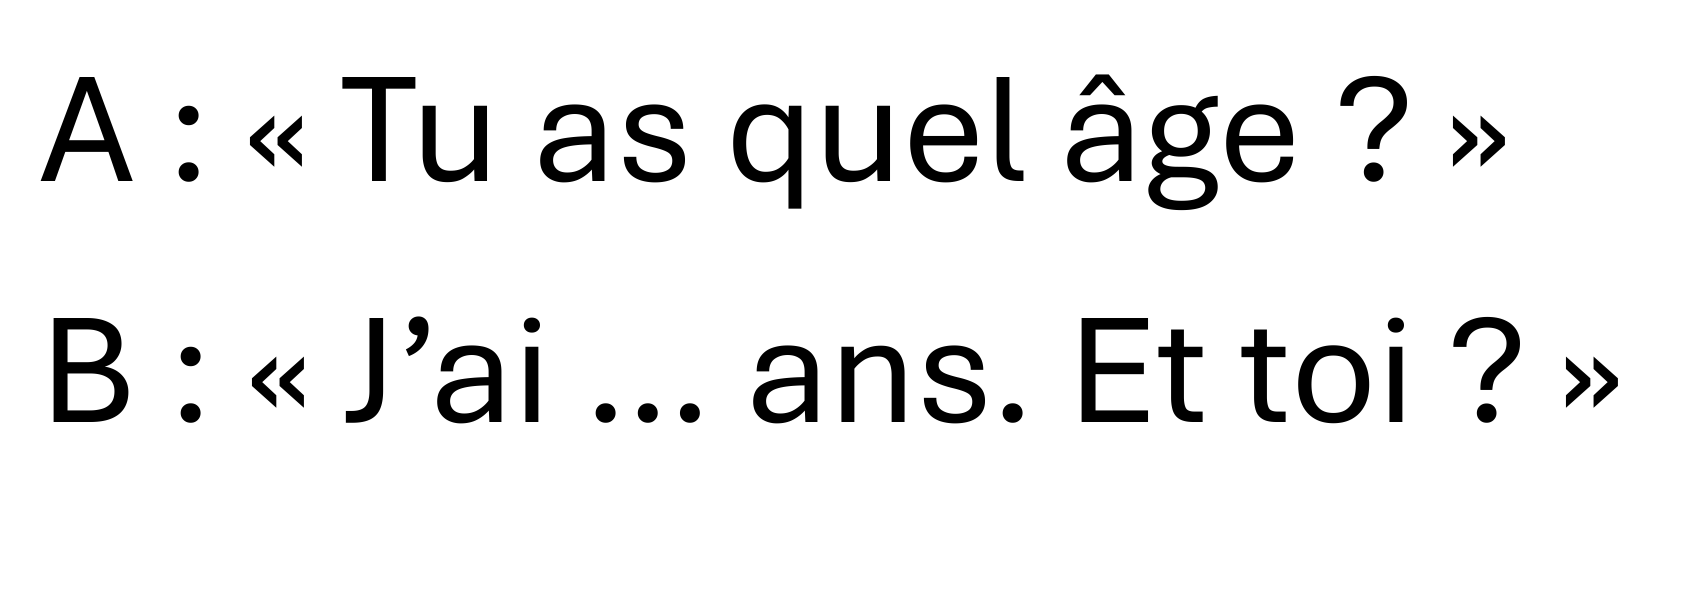 A : « Tu as quel âge ? »
B : « J’ai … ans. Et toi ? »